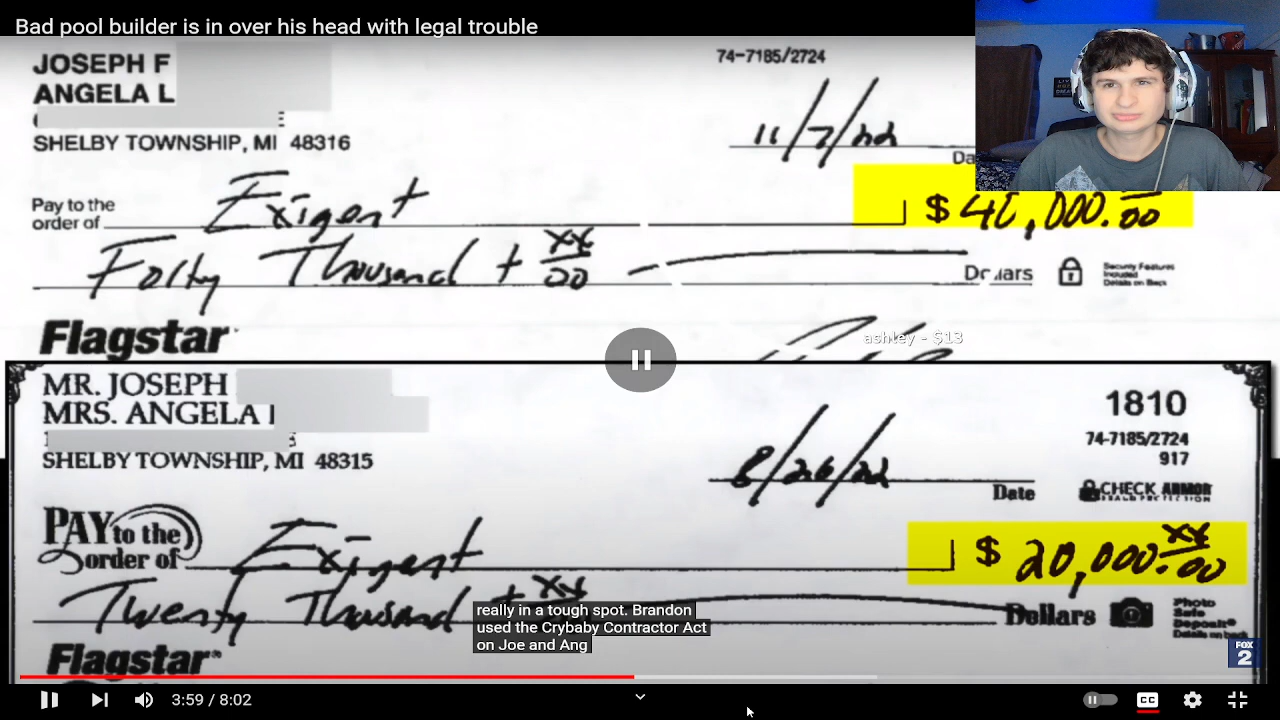 Bad pool builder is in over his head with legal trouble
JOSEPH F
ANGELA L
SHELBY TOWNSHIP, MI 48316
74-7185/2724
11/7/22
Da
Pay to the
order of
Exigent
$ 40,000.00
Forty Thousand + xx/00
Dollars
Security Features
Included
Details on Back
Flagstar
ashley - $13
MR. JOSEPH
MRS. ANGELA
SHELBY TOWNSHIP, MI 48315
1810
74-7185/2724
917
8/26/22
Date
CHECK ARMOR
PAY to the
order of
Exigent
$ 20,000.xx/00
Twenty Thousand + xx
Dollars
Photo
Safe
Deposit®
Details on back
Flagstar
really in a tough spot. Brandon
used the Crybaby Contractor Act
on Joe and Ang
FOX
2
3:59 / 8:02
CC